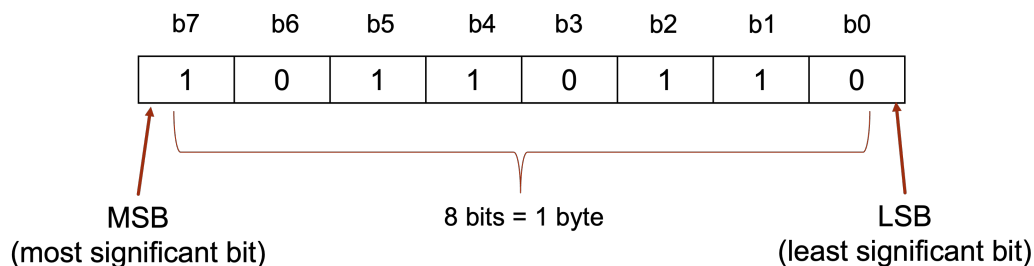 b7 b6 b5 b4 b3 b2 b1 b0
1 0 1 1 0 1 1 0
MSB
(most significant bit)
8 bits = 1 byte
LSB
(least significant bit)